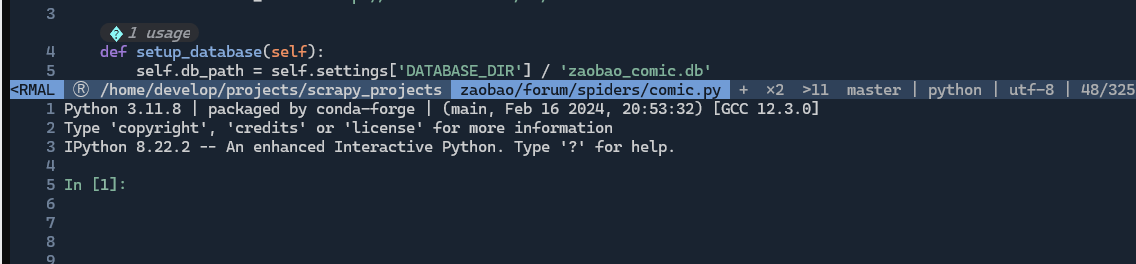 3
1 usage
4 def setup_database(self):
5 self.db_path = self.settings['DATABASE_DIR'] / 'zaobao_comic.db'
<RMAL ® /home/develop/projects/scrapy_projects zaobao/forum/spiders/comic.py + ×2 >11 master | python | utf-8 | 48/325
1 Python 3.11.8 | packaged by conda-forge | (main, Feb 16 2024, 20:53:32) [GCC 12.3.0]
2 Type 'copyright', 'credits' or 'license' for more information
3 IPython 8.22.2 -- An enhanced Interactive Python. Type '?' for help.
4
5 In [1]:
6
7
8
9